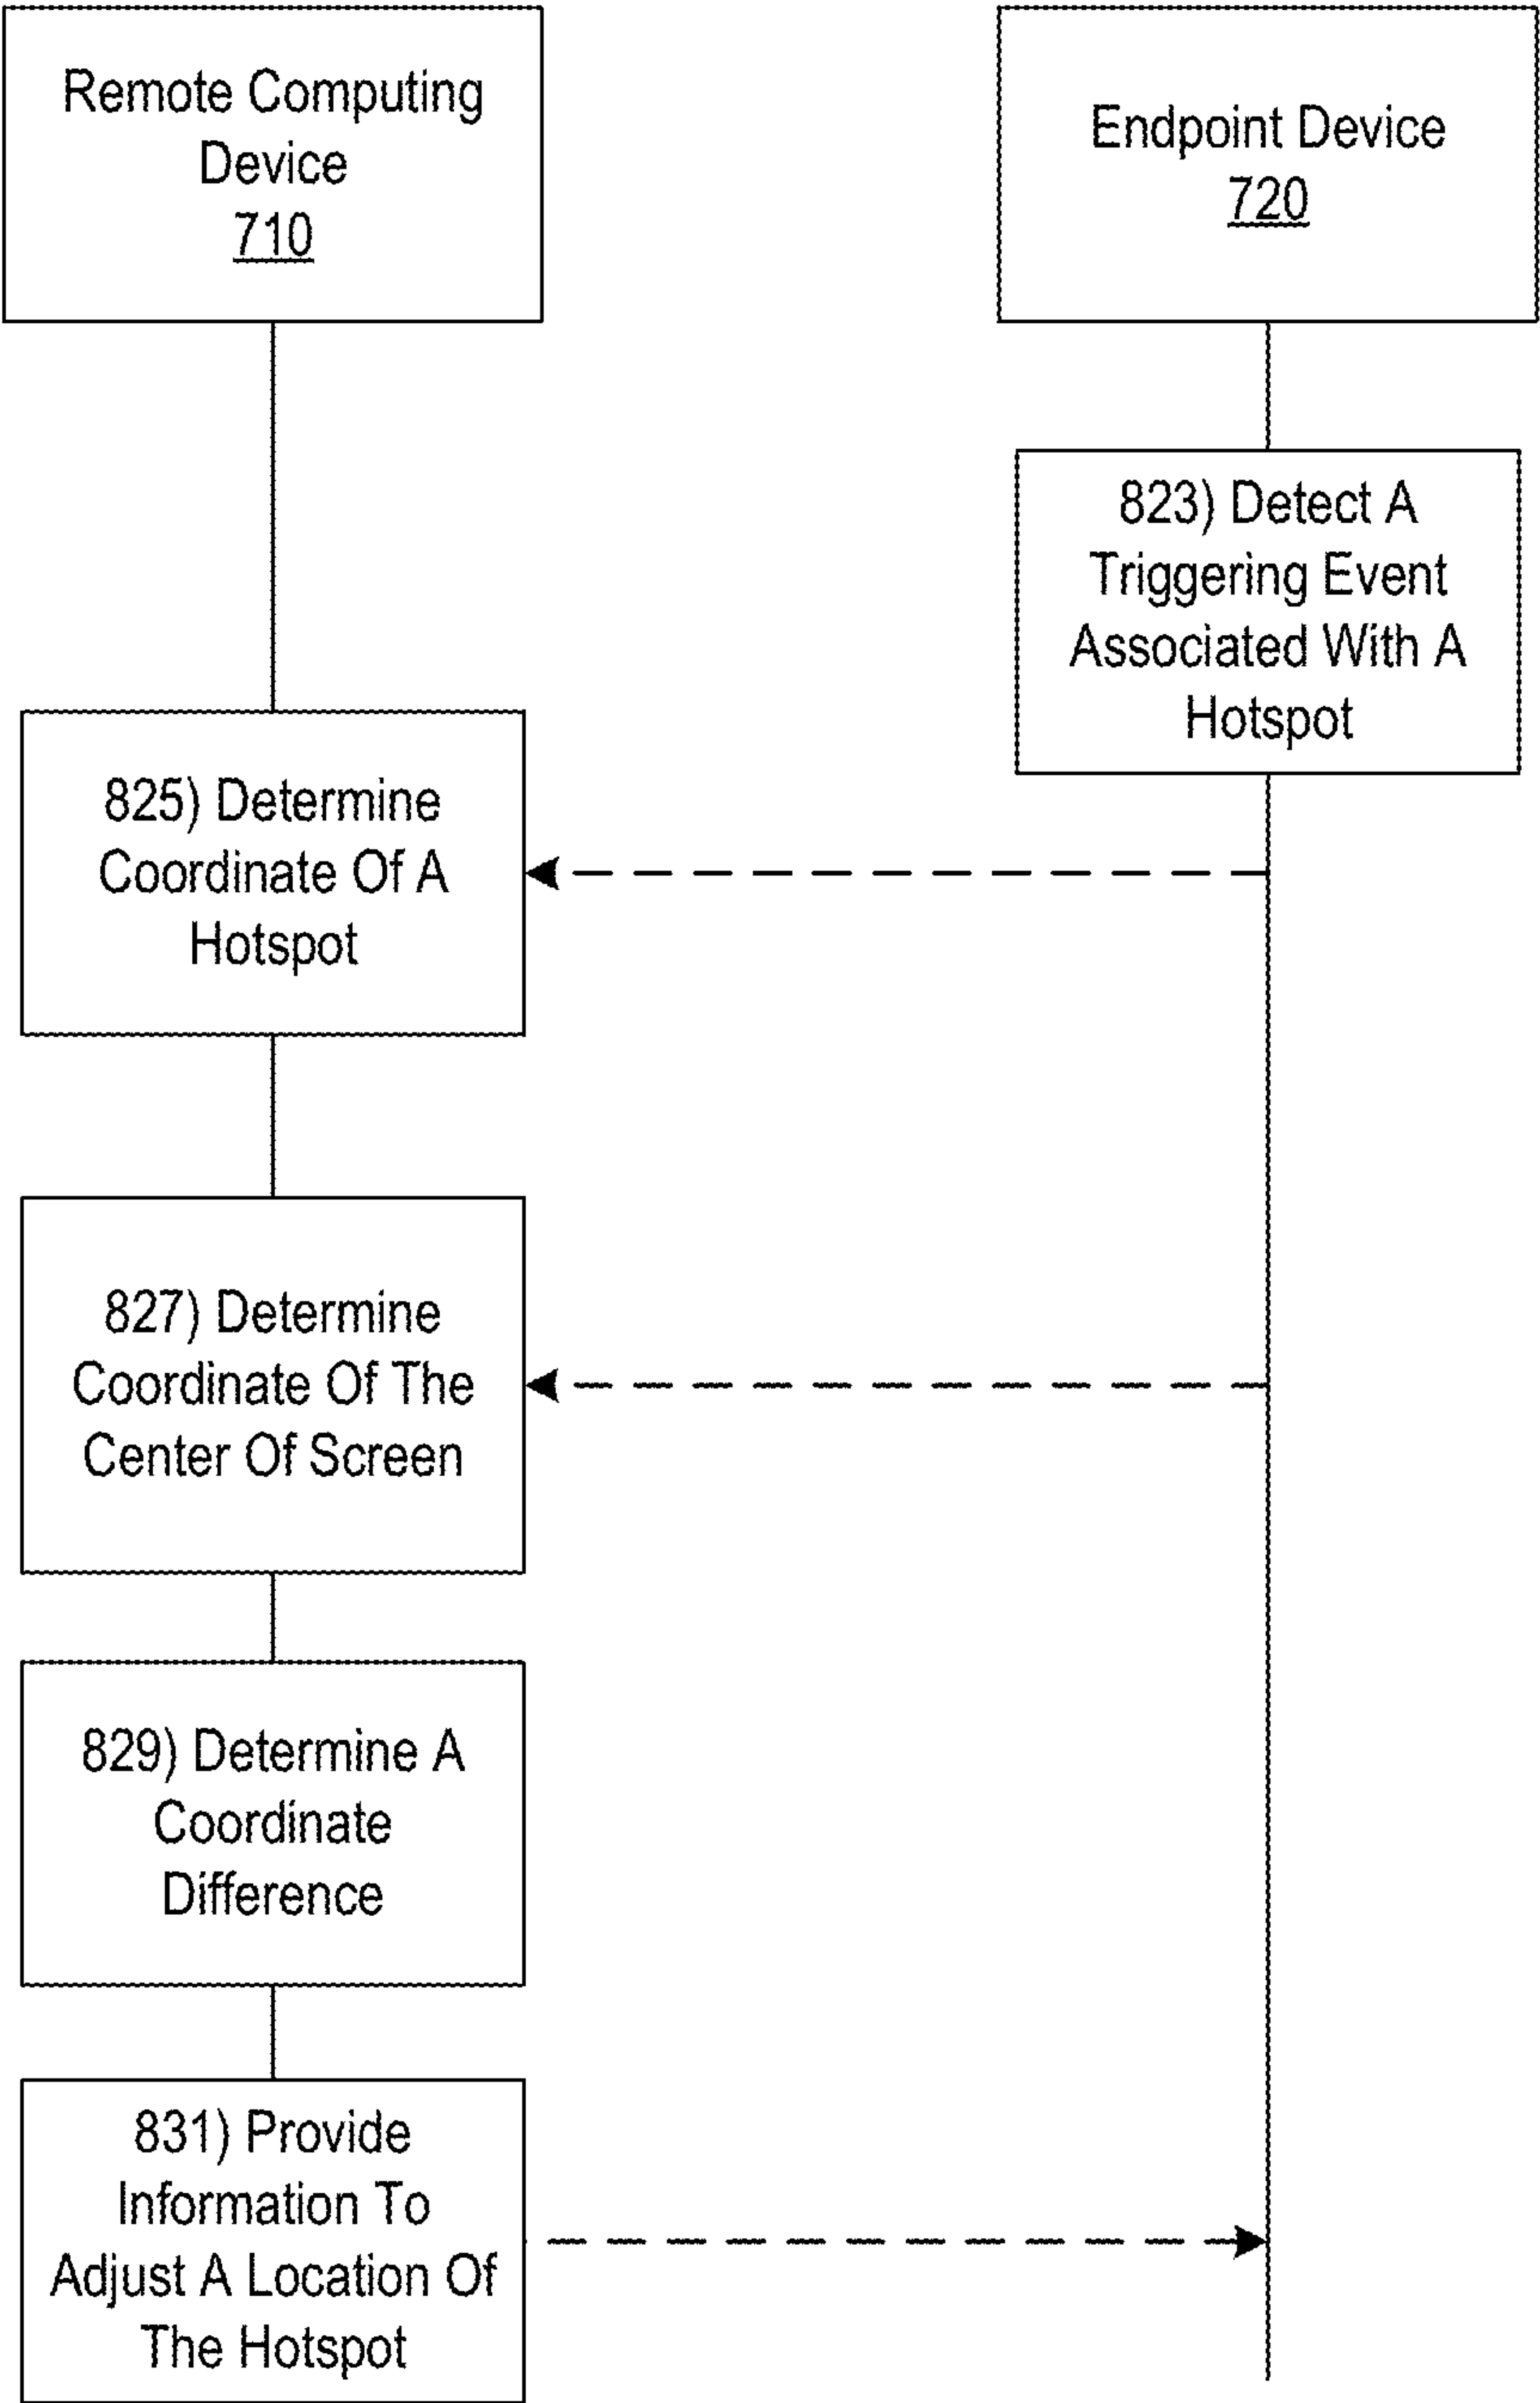 Remote Computing
Device
710
Endpoint Device
720
823) Detect A
Triggering Event
Associated With A
Hotspot
825) Determine
Coordinate Of A
Hotspot
827) Determine
Coordinate Of The
Center Of Screen
829) Determine A
Coordinate
Difference
831) Provide
Information To
Adjust A Location Of
The Hotspot